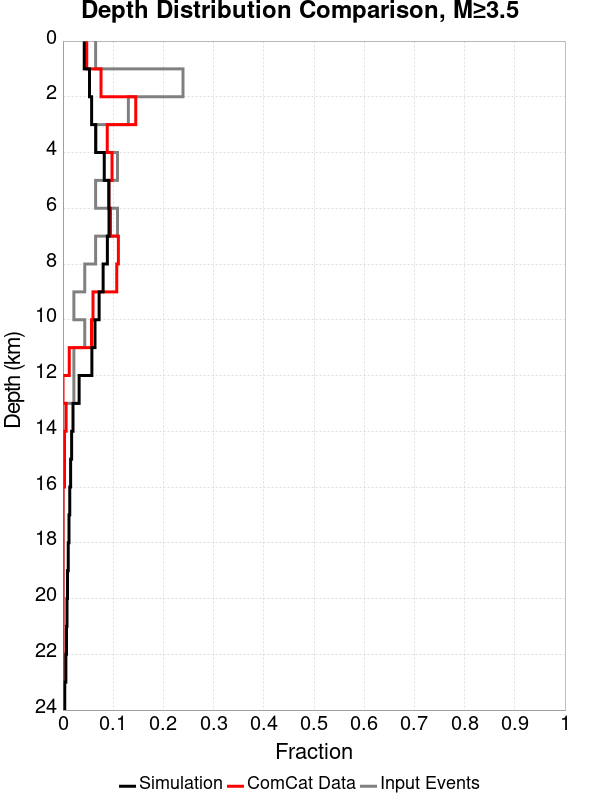 Depth Distribution Comparison, M≥3.5
0
2
4
6
8
10
12
14
16
18
20
22
24
Depth (km)
0 0.1 0.2 0.3 0.4 0.5 0.6 0.7 0.8 0.9 1
Fraction
Simulation ComCat Data Input Events